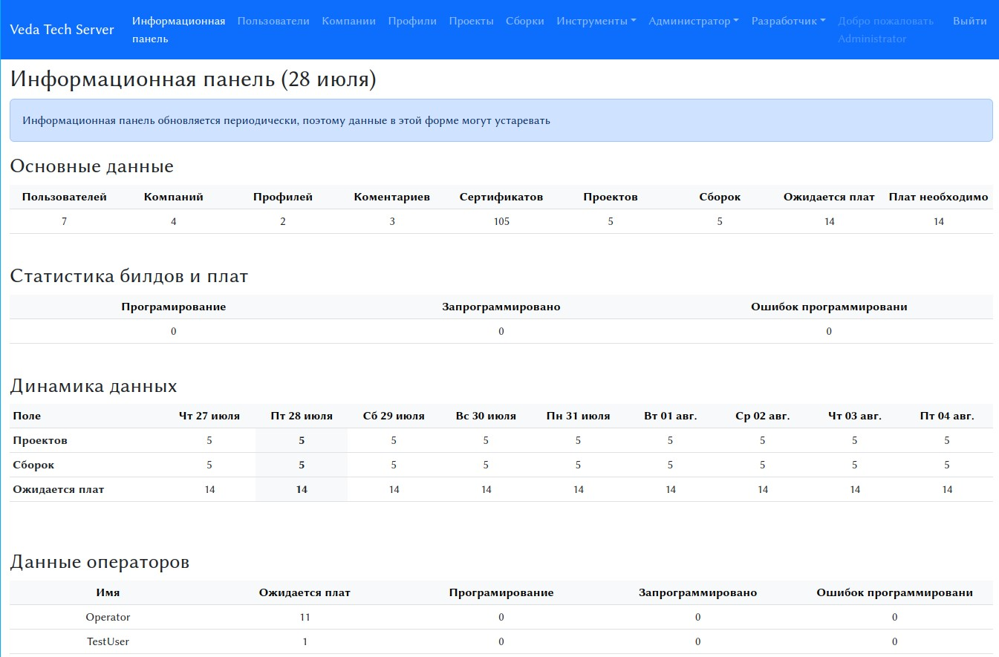 Veda Tech Server
Информационная панель Пользователи Компании Профили Проекты Сборки Инструменты Администратор Разработчик Добро пожаловать Administrator Выйти
Информационная панель (28 июля)
Информационная панель обновляется периодически, поэтому данные в этой форме могут устаревать
Основные данные
Пользователей Компаний Профилей Коментариев Сертификатов Проектов Сборок Ожидается плат Плат необходимо
7 4 2 3 105 5 5 14 14
Статистика билдов и плат
Програмирование Запрограммировано Ошибок программировани
0 0 0
Динамика данных
Поле Чт 27 июля Пт 28 июля Сб 29 июля Вс 30 июля Пн 31 июля Вт 01 авг. Ср 02 авг. Чт 03 авг. Пт 04 авг.
Проектов 5 5 5 5 5 5 5 5 5
Сборок 5 5 5 5 5 5 5 5 5
Ожидается плат 14 14 14 14 14 14 14 14 14
Данные операторов
Имя Ожидается плат Програмирование Запрограммировано Ошибок программировани
Operator 11 0 0 0
TestUser 1 0 0 0